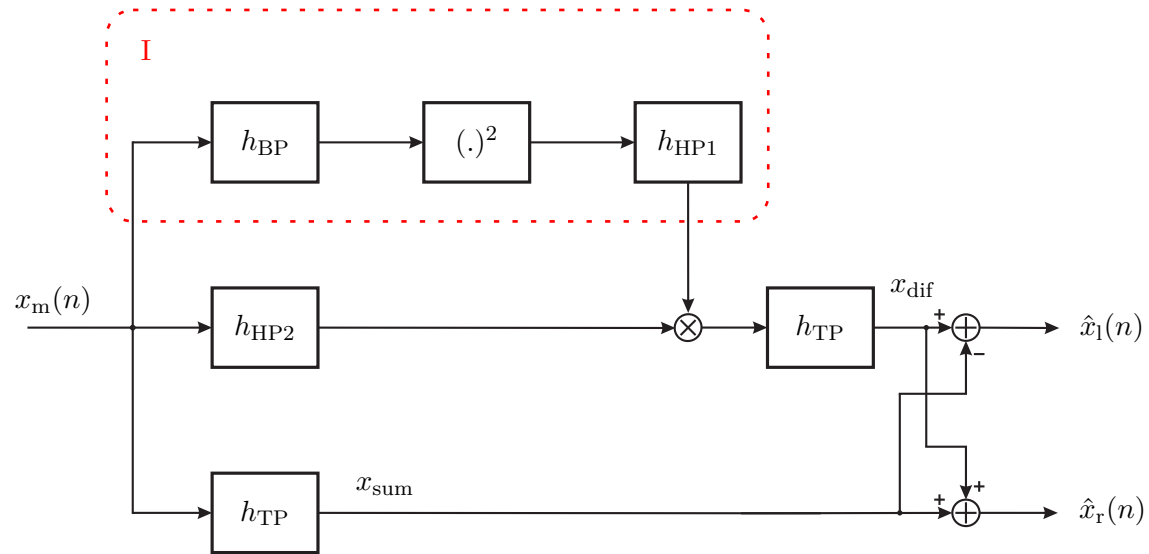 I
h_BP
(.)²
h_HP1
x_m(n)
h_HP2
⊗
h_TP
x_dif
+
+
−
x̂_l(n)
h_TP
x_sum
+
+
+
x̂_r(n)